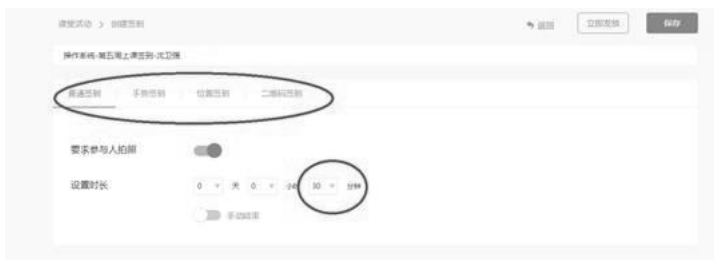 课堂活动 > 创建签到 返回 立即发放 保存
操作系统-第五周上课签到-沈卫强
普通签到 手势签到 位置签到 二维码签到
要求参与人拍照
设置时长 0 天 0 小时 30 分钟
手动结束